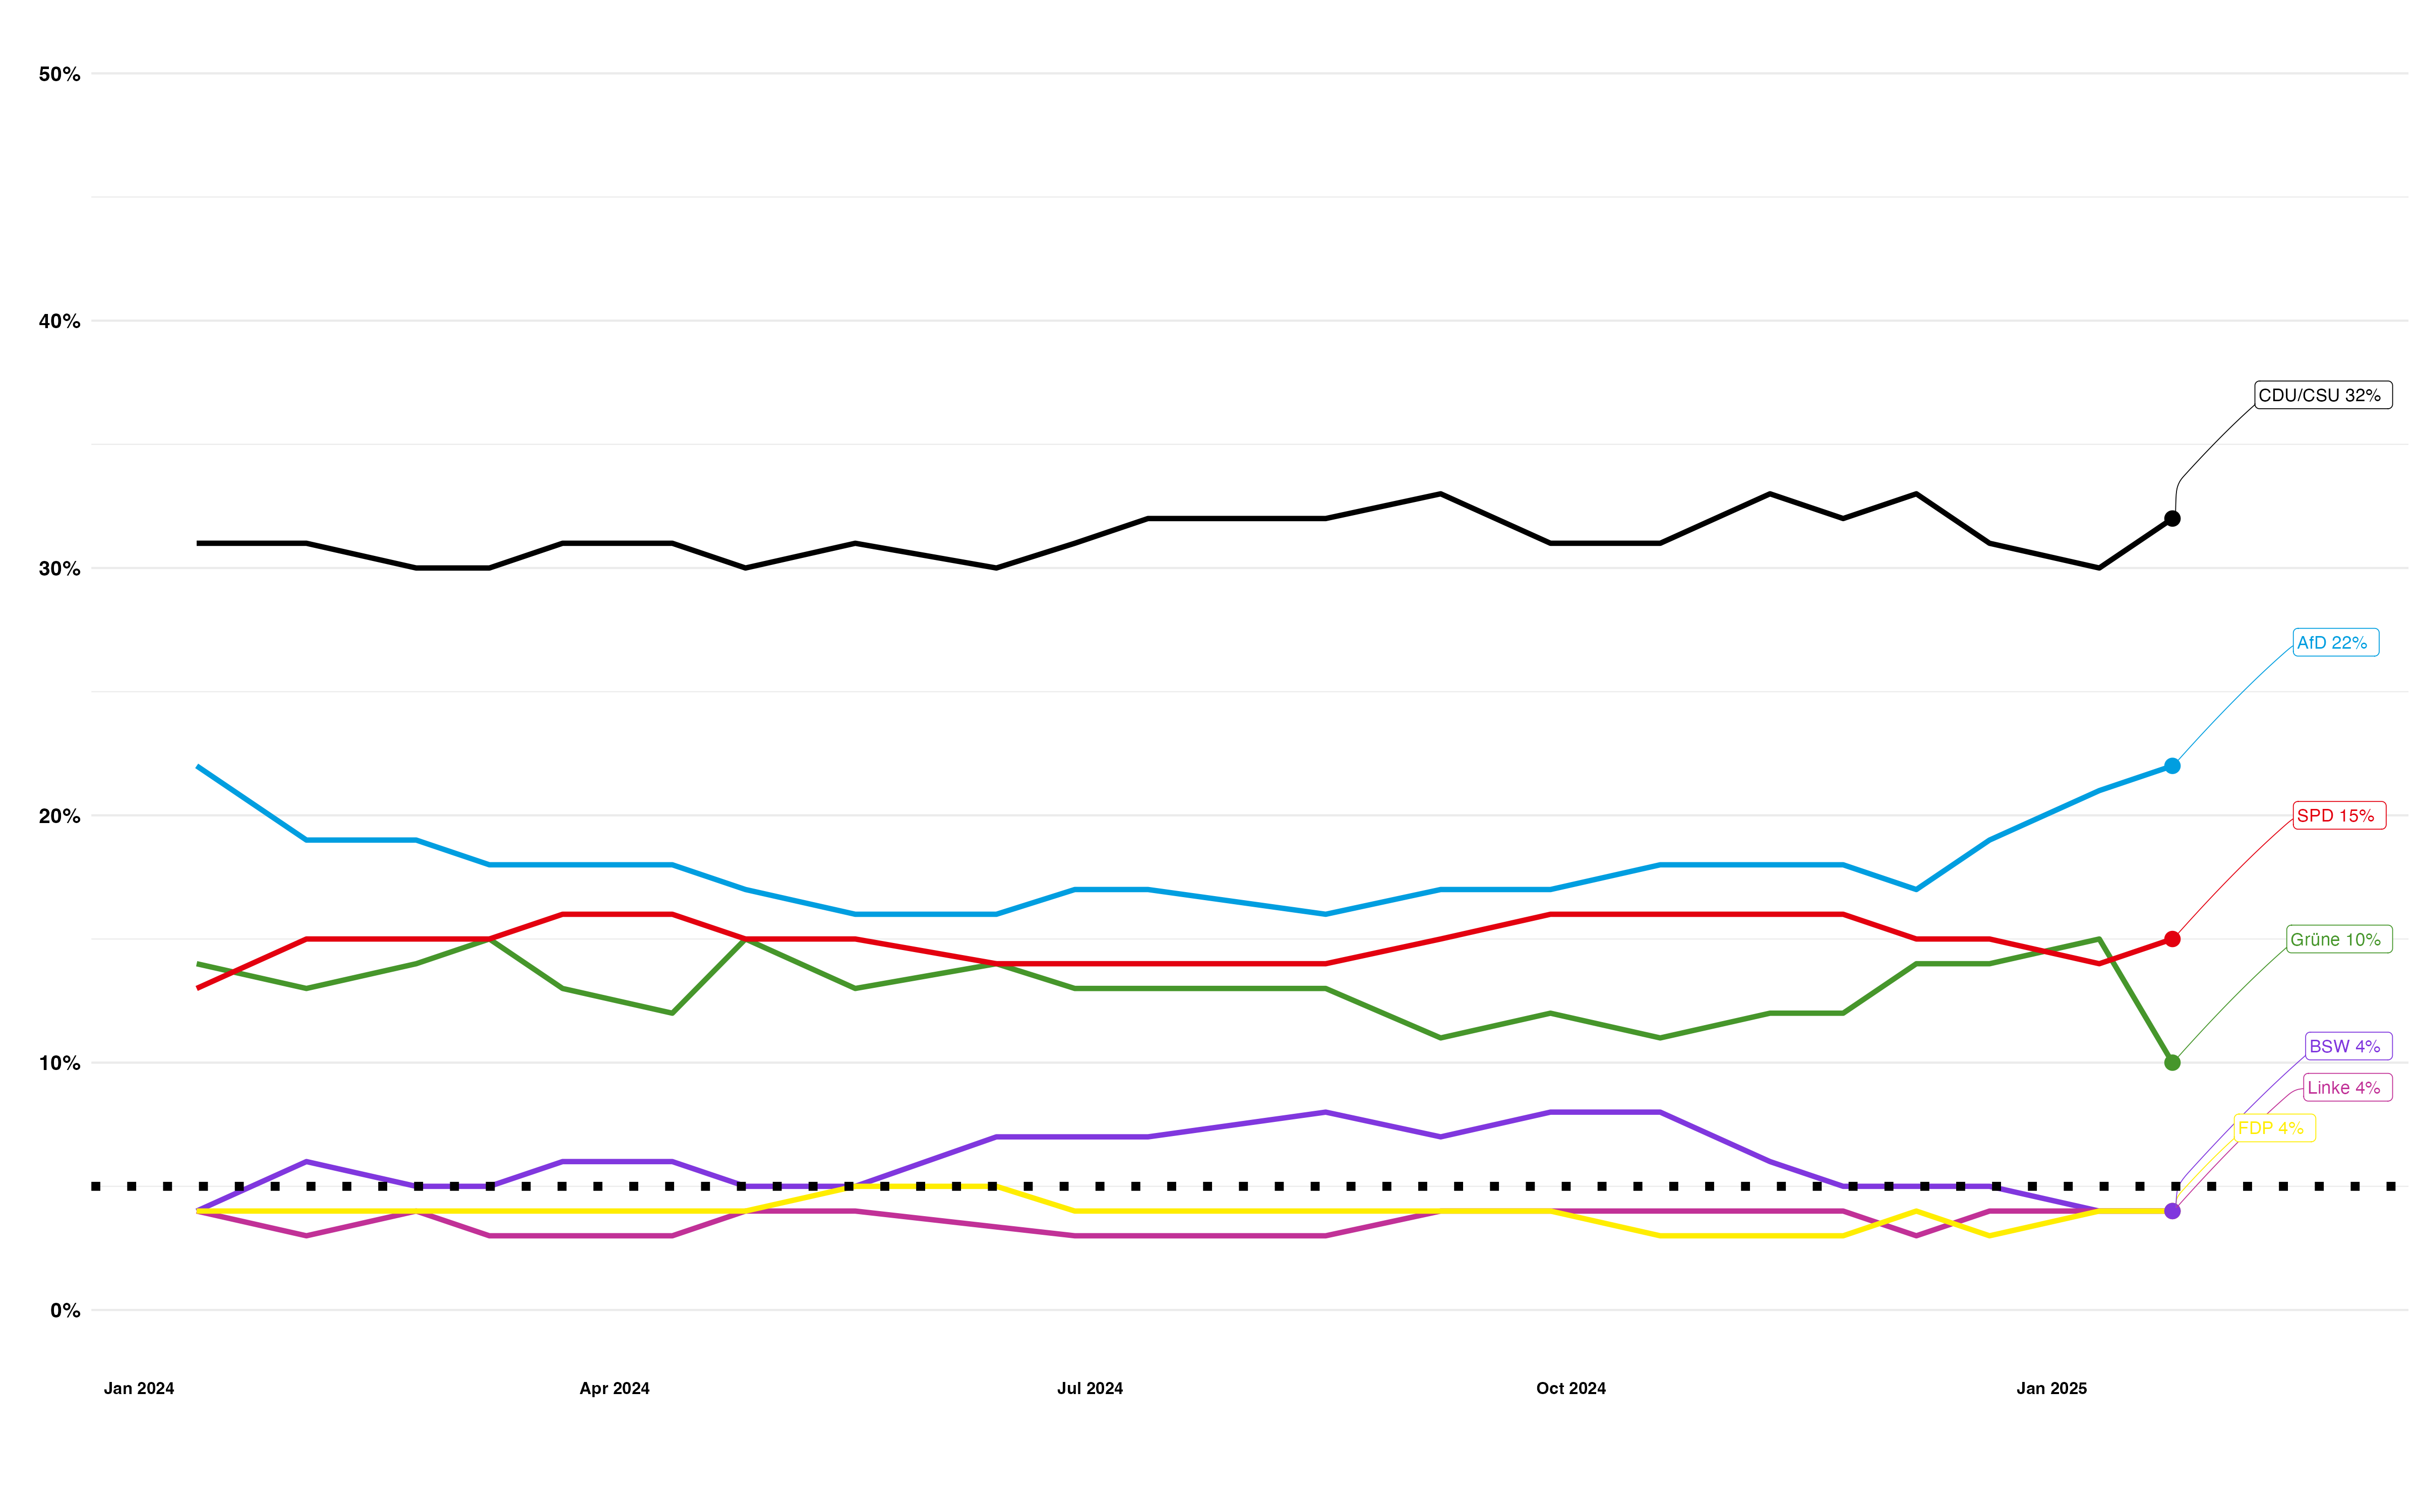 50%
40%
30%
20%
10%
0%
CDU/CSU 32%
AfD 22%
SPD 15%
Grüne 10%
BSW 4%
Linke 4%
FDP 4%
Jan 2024
Apr 2024
Jul 2024
Oct 2024
Jan 2025